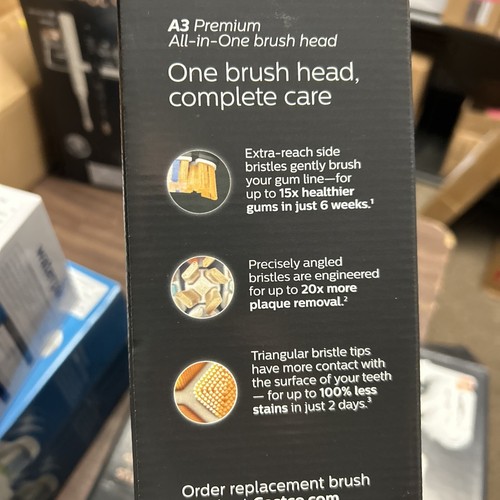 A3 Premium
All-in-One brush head
One brush head,
complete care
Extra-reach side
bristles gently brush
your gum line—for
up to 15x healthier
gums in just 6 weeks.¹
Precisely angled
bristles are engineered
for up to 20x more
plaque removal.²
Triangular bristle tips
have more contact with
the surface of your teeth
— for up to 100% less
stains in just 2 days.³
Order replacement brush
Costco.com